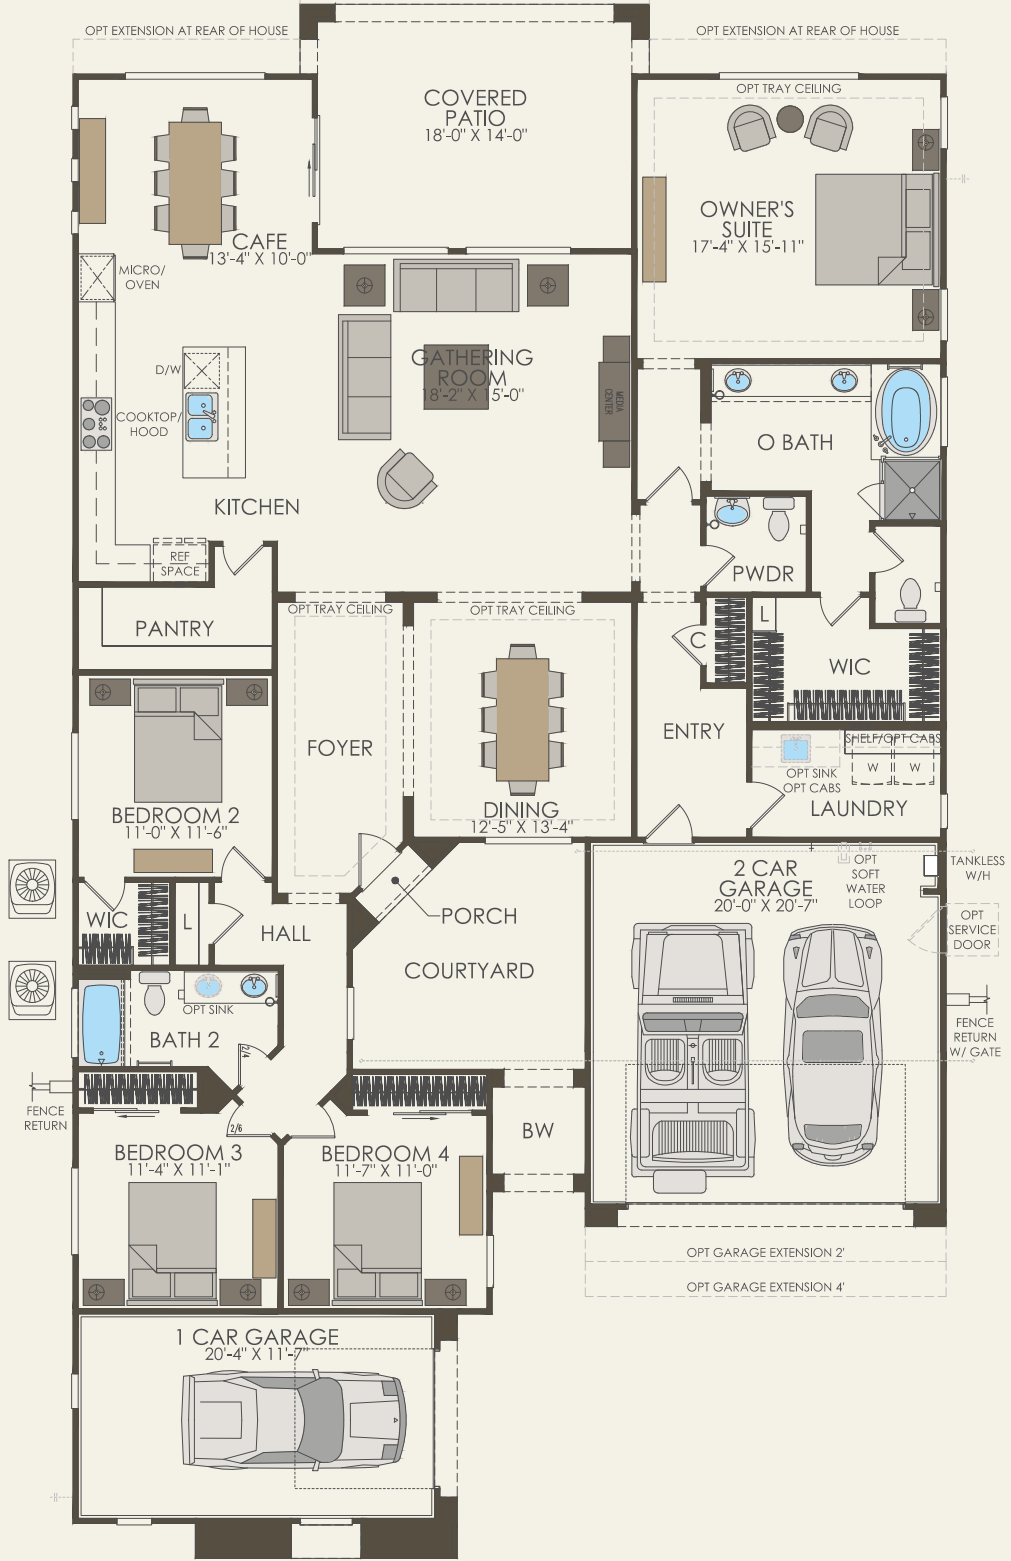 OPT EXTENSION AT REAR OF HOUSE
OPT EXTENSION AT REAR OF HOUSE
COVERED
PATIO
18'-0" X 14'-0"
OPT TRAY CEILING
OWNER'S
SUITE
17'-4" X 15'-11"
CAFE
13'-4" X 10'-0"
MICRO/
OVEN
D/W
COOKTOP/
HOOD
GATHERING
ROOM
18'-2" X 15'-0"
MEDIA
CENTER
O BATH
KITCHEN
REF
SPACE
PWDR
PANTRY
OPT TRAY CEILING
OPT TRAY CEILING
L
C
WIC
FOYER
ENTRY
SHELF/OPT CABS
W
W
OPT SINK
OPT CABS
LAUNDRY
BEDROOM 2
11'-0" X 11'-6"
DINING
12'-5" X 13'-4"
2 CAR
GARAGE
20'-0" X 20'-7"
OPT
SOFT
WATER
LOOP
TANKLESS
W/H
OPT
SERVICE
DOOR
WIC
L
HALL
PORCH
COURTYARD
OPT SINK
BATH 2
2/4
FENCE
RETURN
W/ GATE
FENCE
RETURN
2/6
BW
BEDROOM 3
11'-4" X 11'-1"
BEDROOM 4
11'-7" X 11'-0"
OPT GARAGE EXTENSION 2'
OPT GARAGE EXTENSION 4'
1 CAR GARAGE
20'-4" X 11'-7"